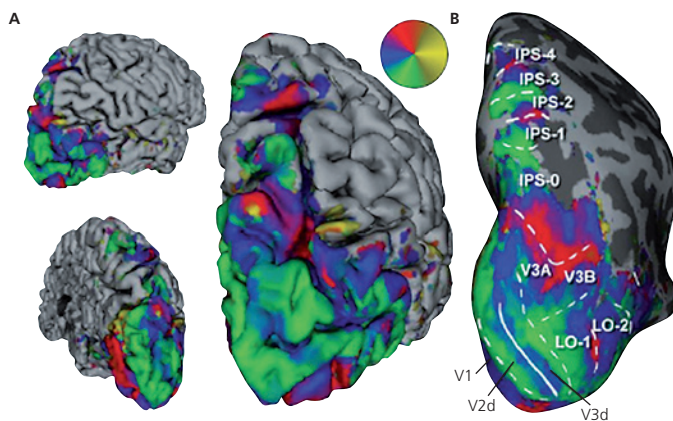 A
B
IPS-4
IPS-3
IPS-2
IPS-1
IPS-0
V3A
V3B
LO-1
LO-2
V1
V2d
V3d